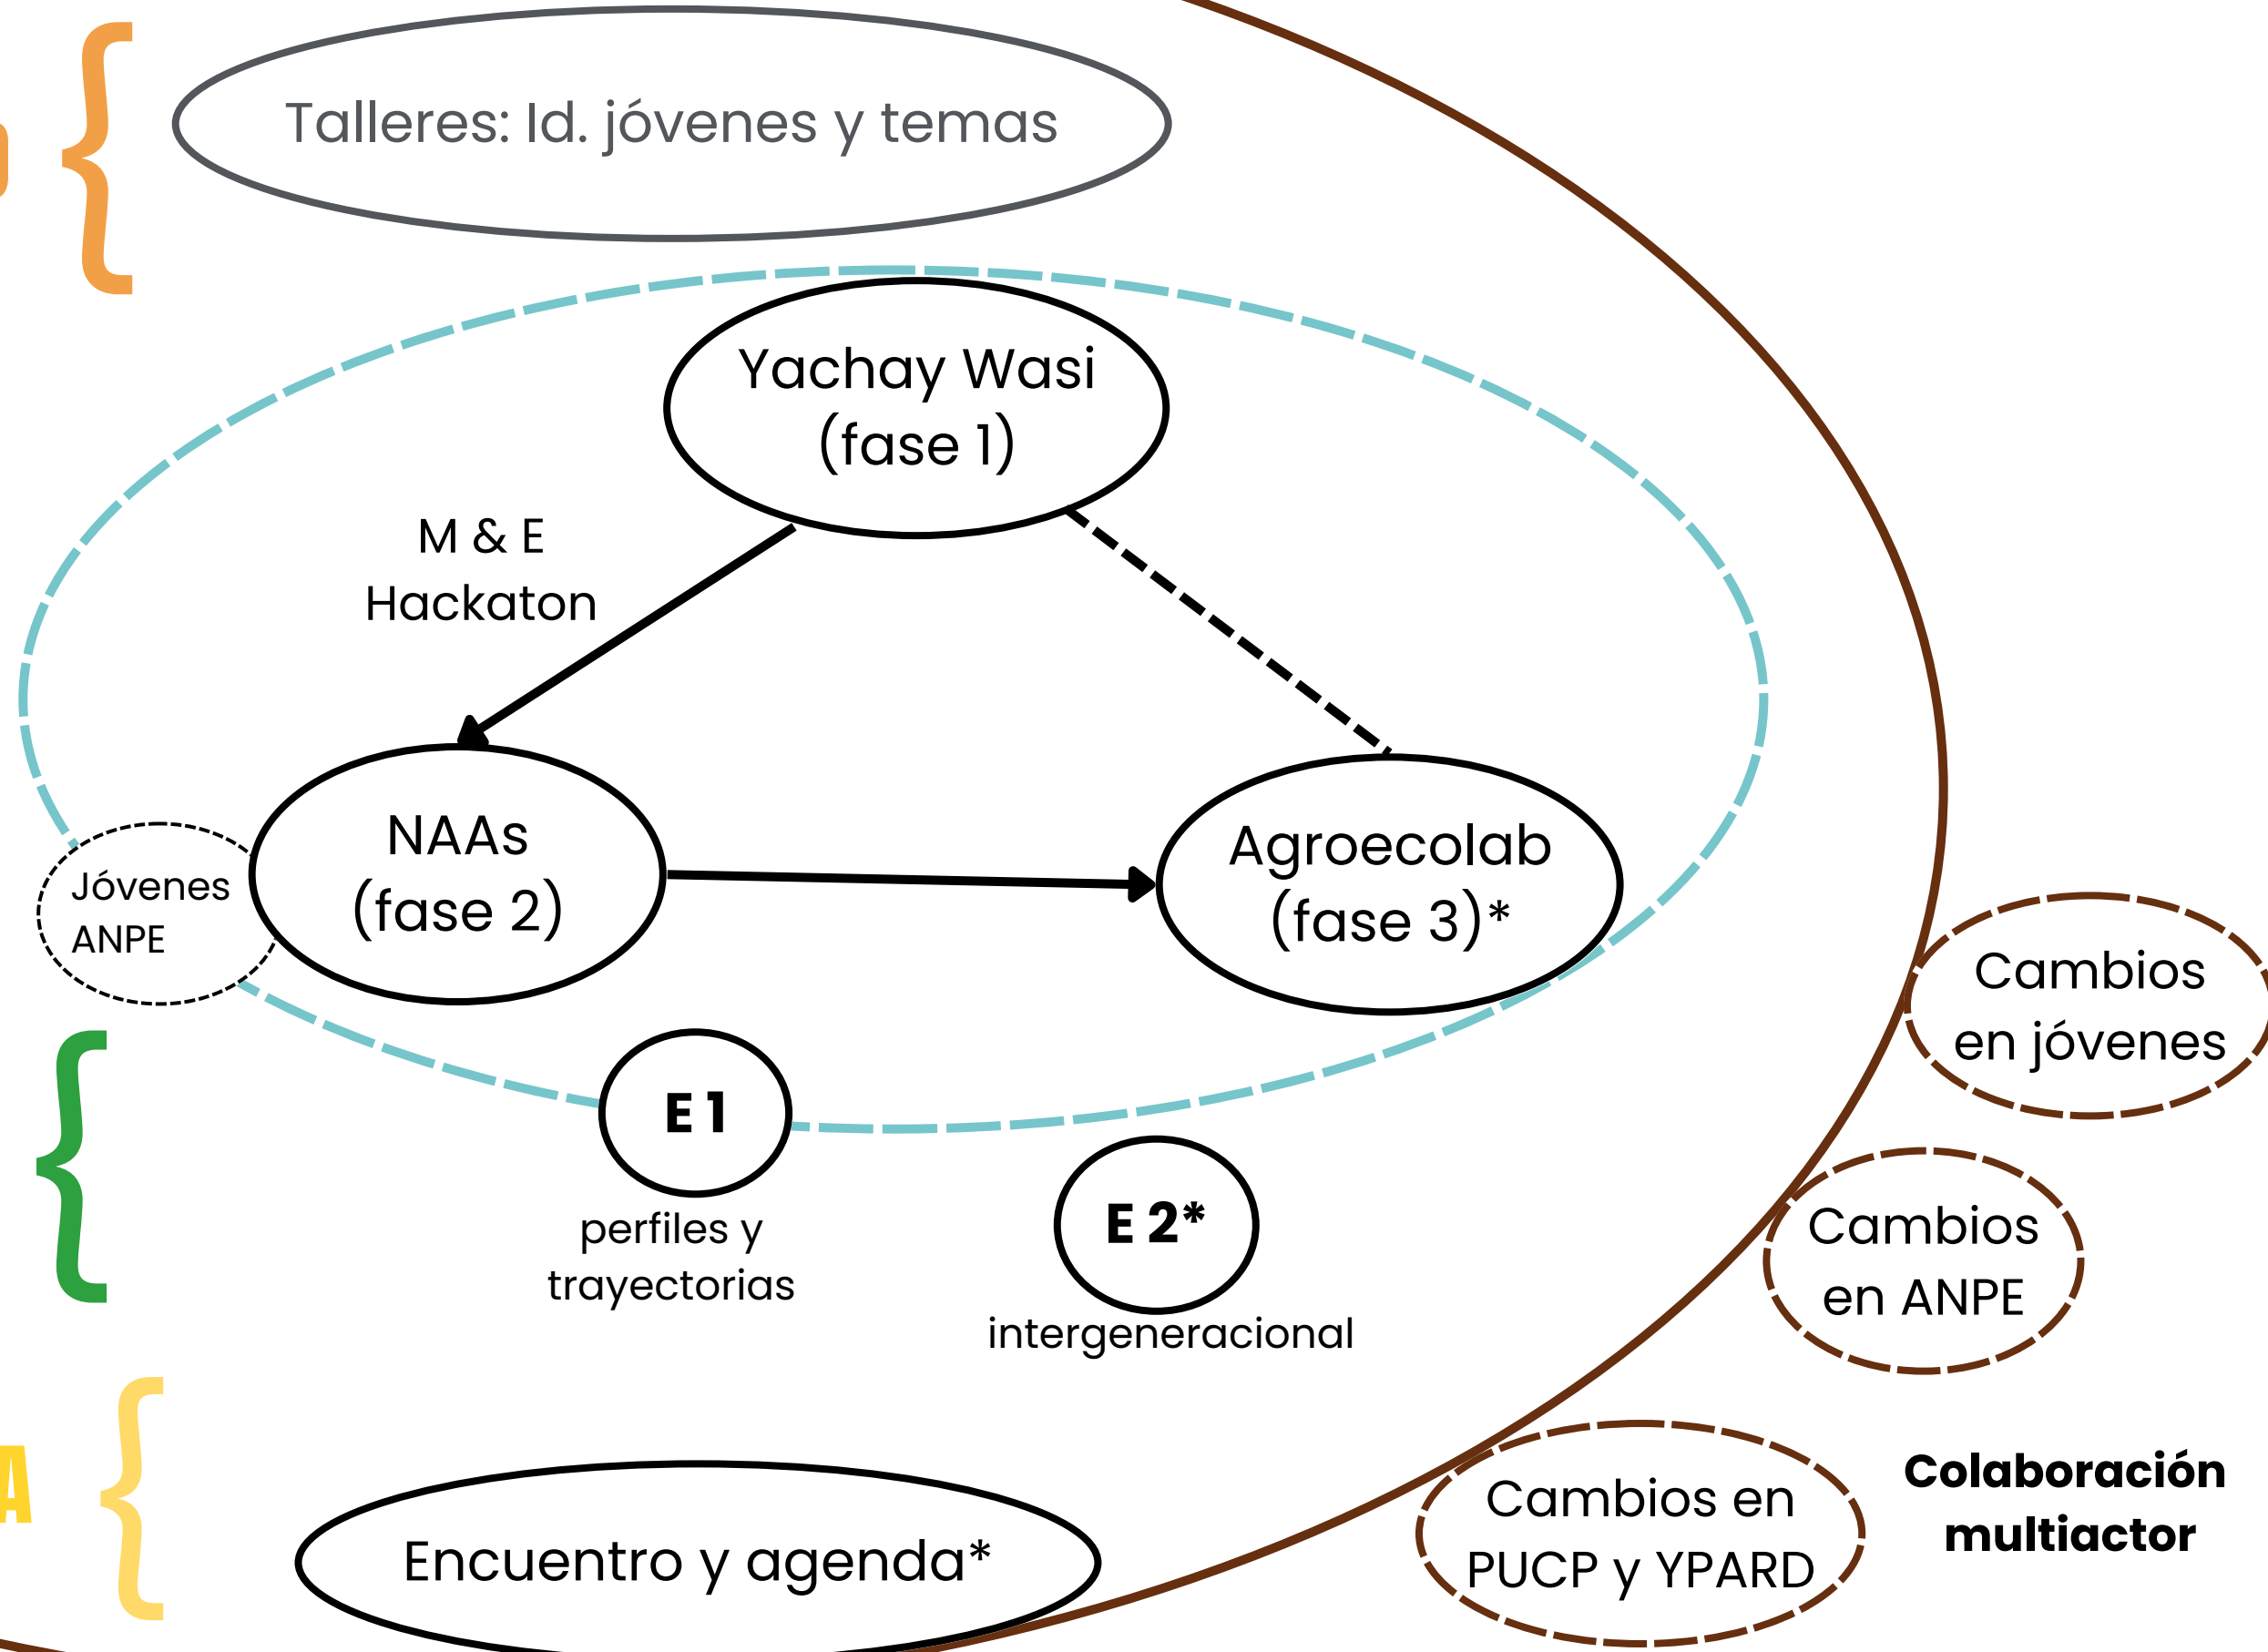 Talleres: Id. jóvenes y temas
Yachay Wasi
(fase 1)
M & E
Hackaton
NAAs
(fase 2)
Agroecolab
(fase 3)*
Jóvenes
ANPE
E 1
perfiles y
trayectorias
E 2*
intergeneracional
Cambios
en jóvenes
Cambios
en ANPE
Cambios en
PUCP y YPARD
Colaboración
multiactor
A
Encuentro y agenda*